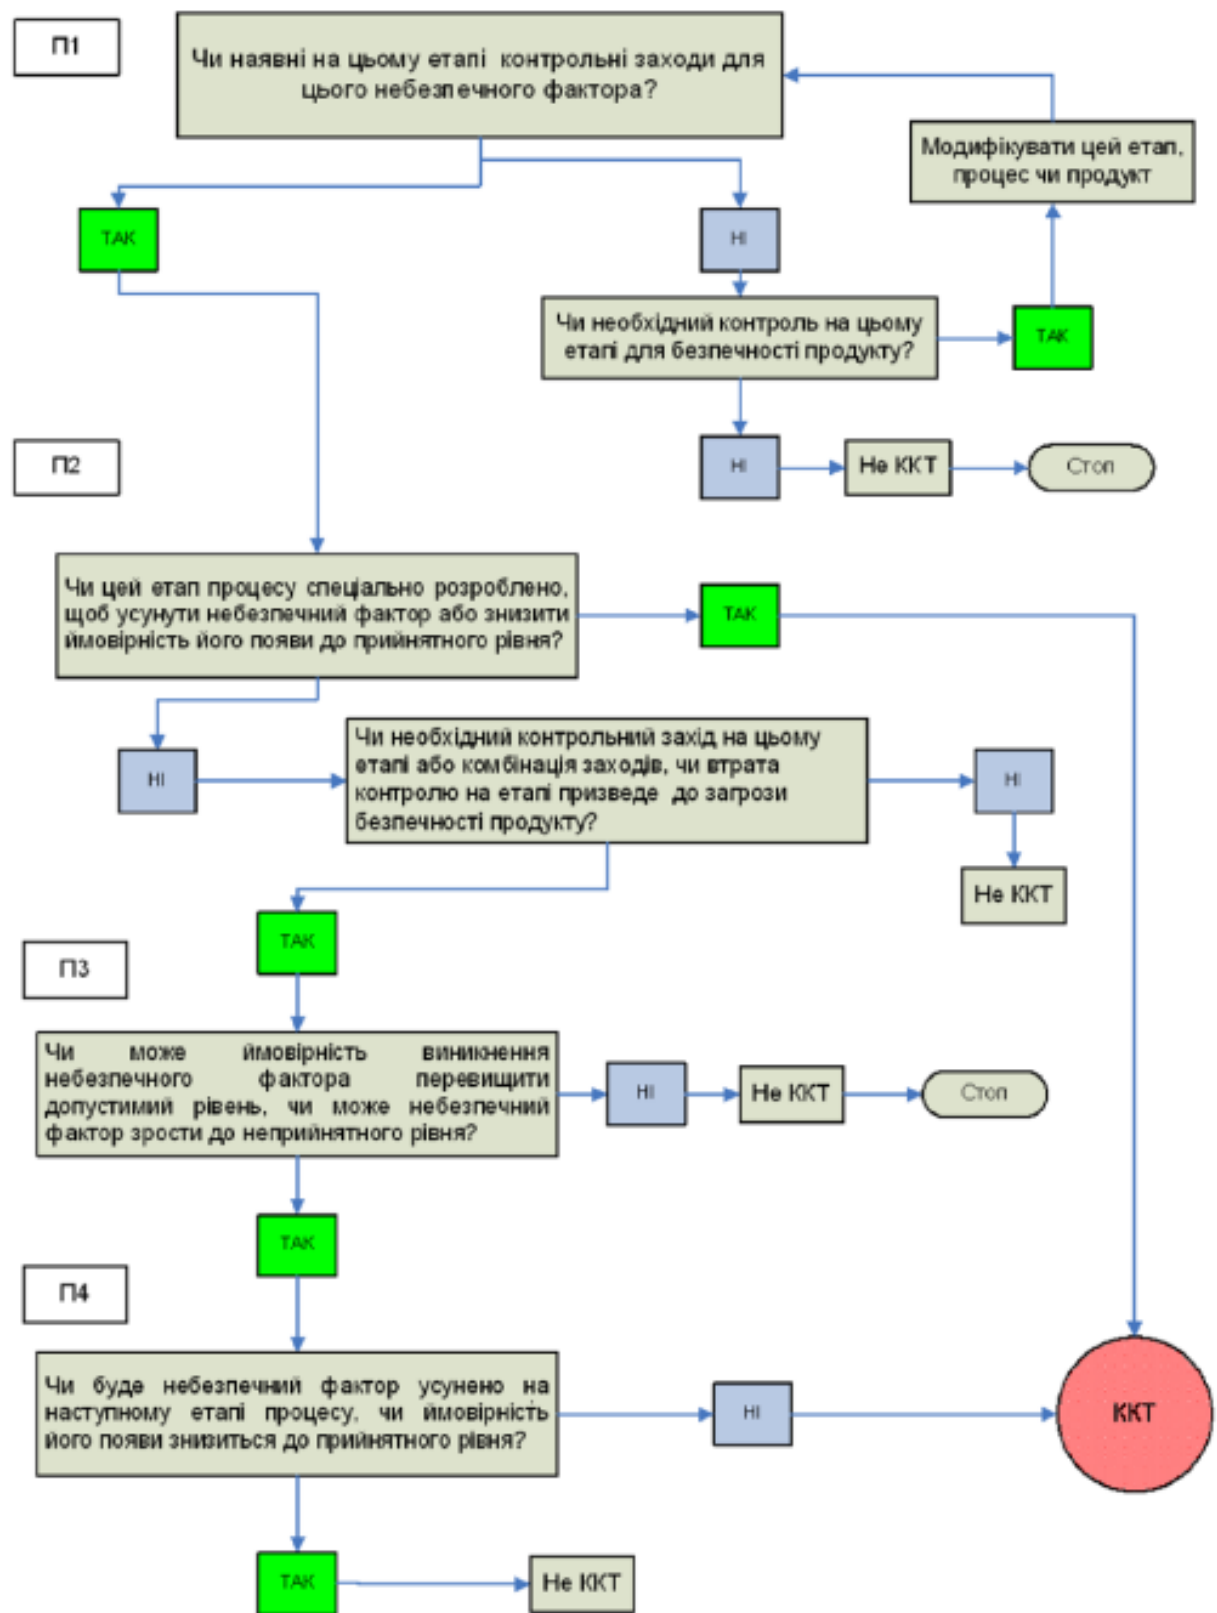 П1
Чи наявні на цьому етапі контрольні заходи для
цього небезпечного фактора?
Модифікувати цей етап,
процес чи продукт
ТАК
НІ
Чи необхідний контроль на цьому
етапі для безпечності продукту?
ТАК
П2
НІ
Не ККТ
Стоп
Чи цей етап процесу спеціально розроблено,
щоб усунути небезпечний фактор або знизити
ймовірність його появи до прийнятного рівня?
ТАК
НІ
Чи необхідний контрольний захід на цьому
етапі або комбінація заходів, чи втрата
контролю на етапі призведе до загрози
безпечності продукту?
НІ
Не ККТ
ТАК
П3
Чи може ймовірність виникнення
небезпечного фактора перевищити
допустимий рівень, чи може небезпечний
фактор зрости до неприйнятного рівня?
НІ
Не ККТ
Стоп
ТАК
П4
Чи буде небезпечний фактор усунено на
наступному етапі процесу, чи ймовірність
його появи знизиться до прийнятного рівня?
НІ
ККТ
ТАК
Не ККТ